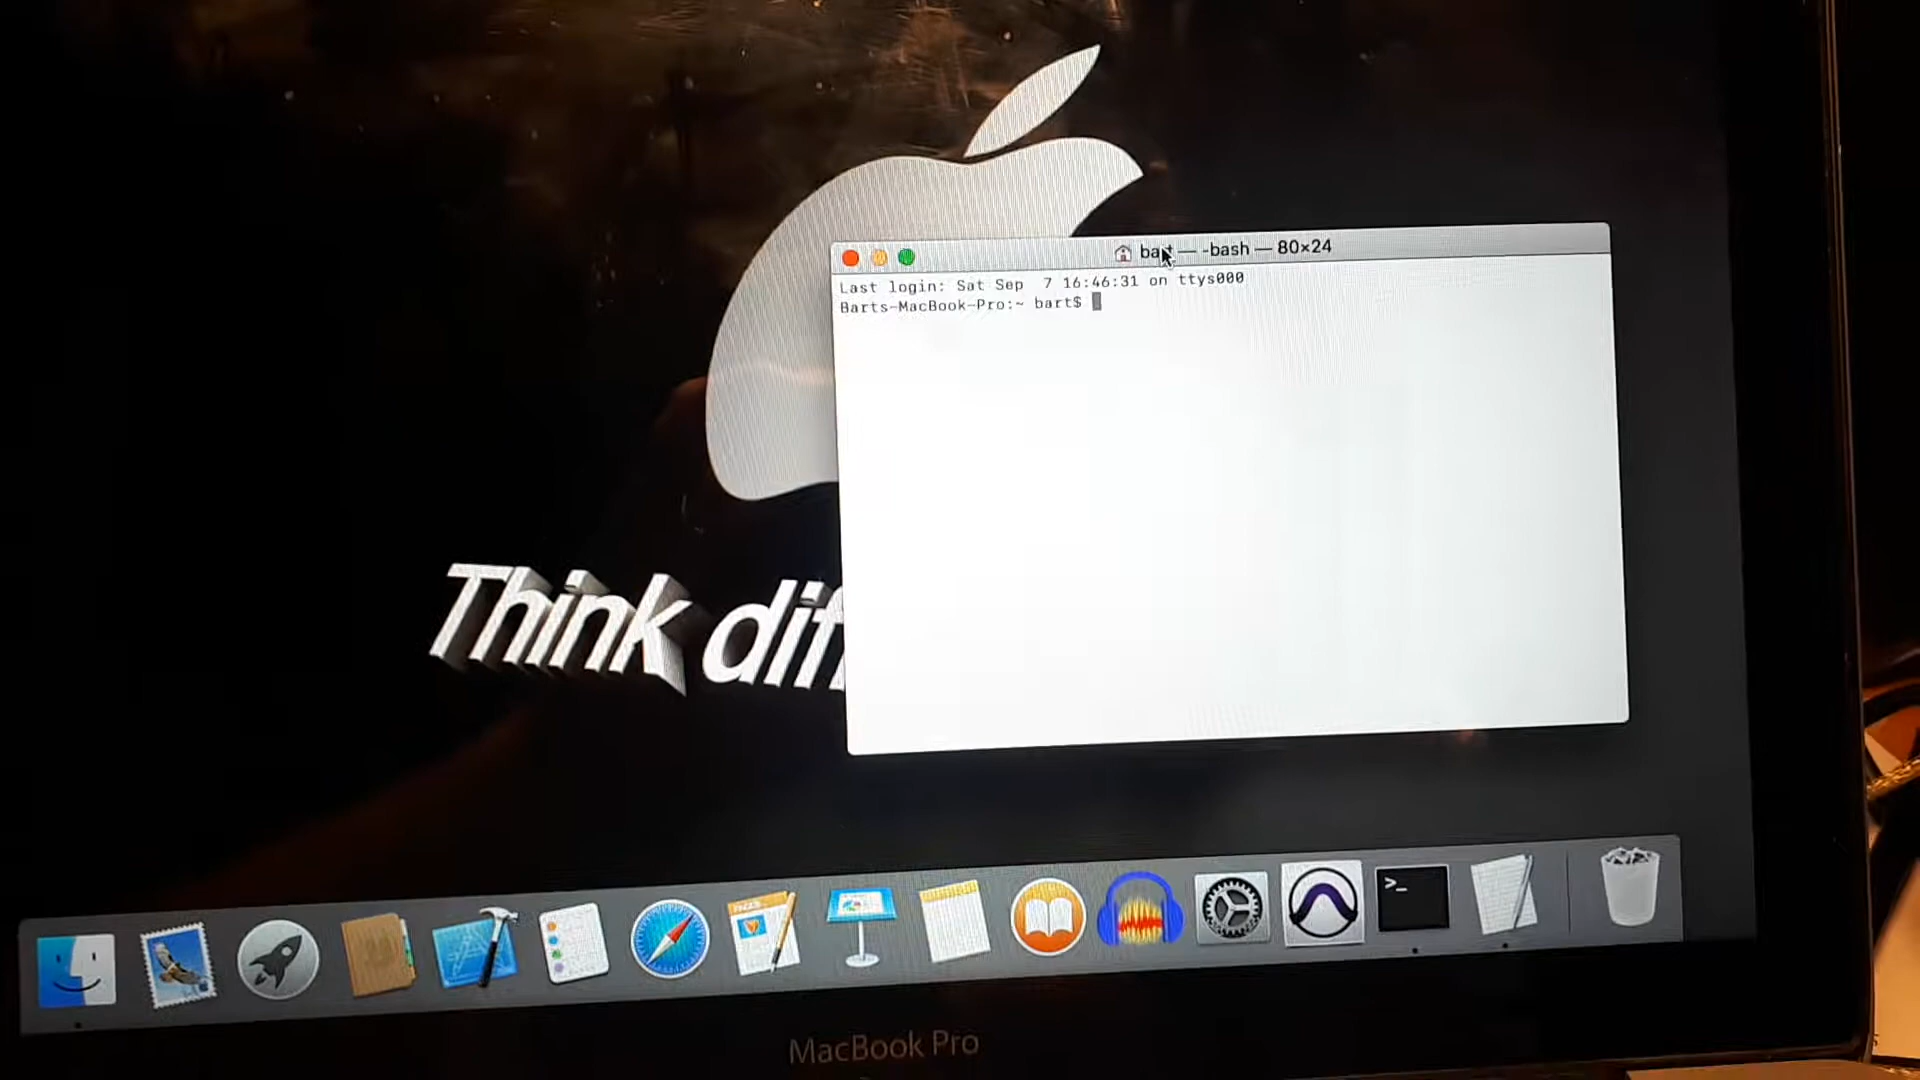 bart — -bash — 80×24
Last login: Sat Sep  7 16:46:31 on ttys000
Barts-MacBook-Pro:~ bart$
Think dif
>_
MacBook Pro